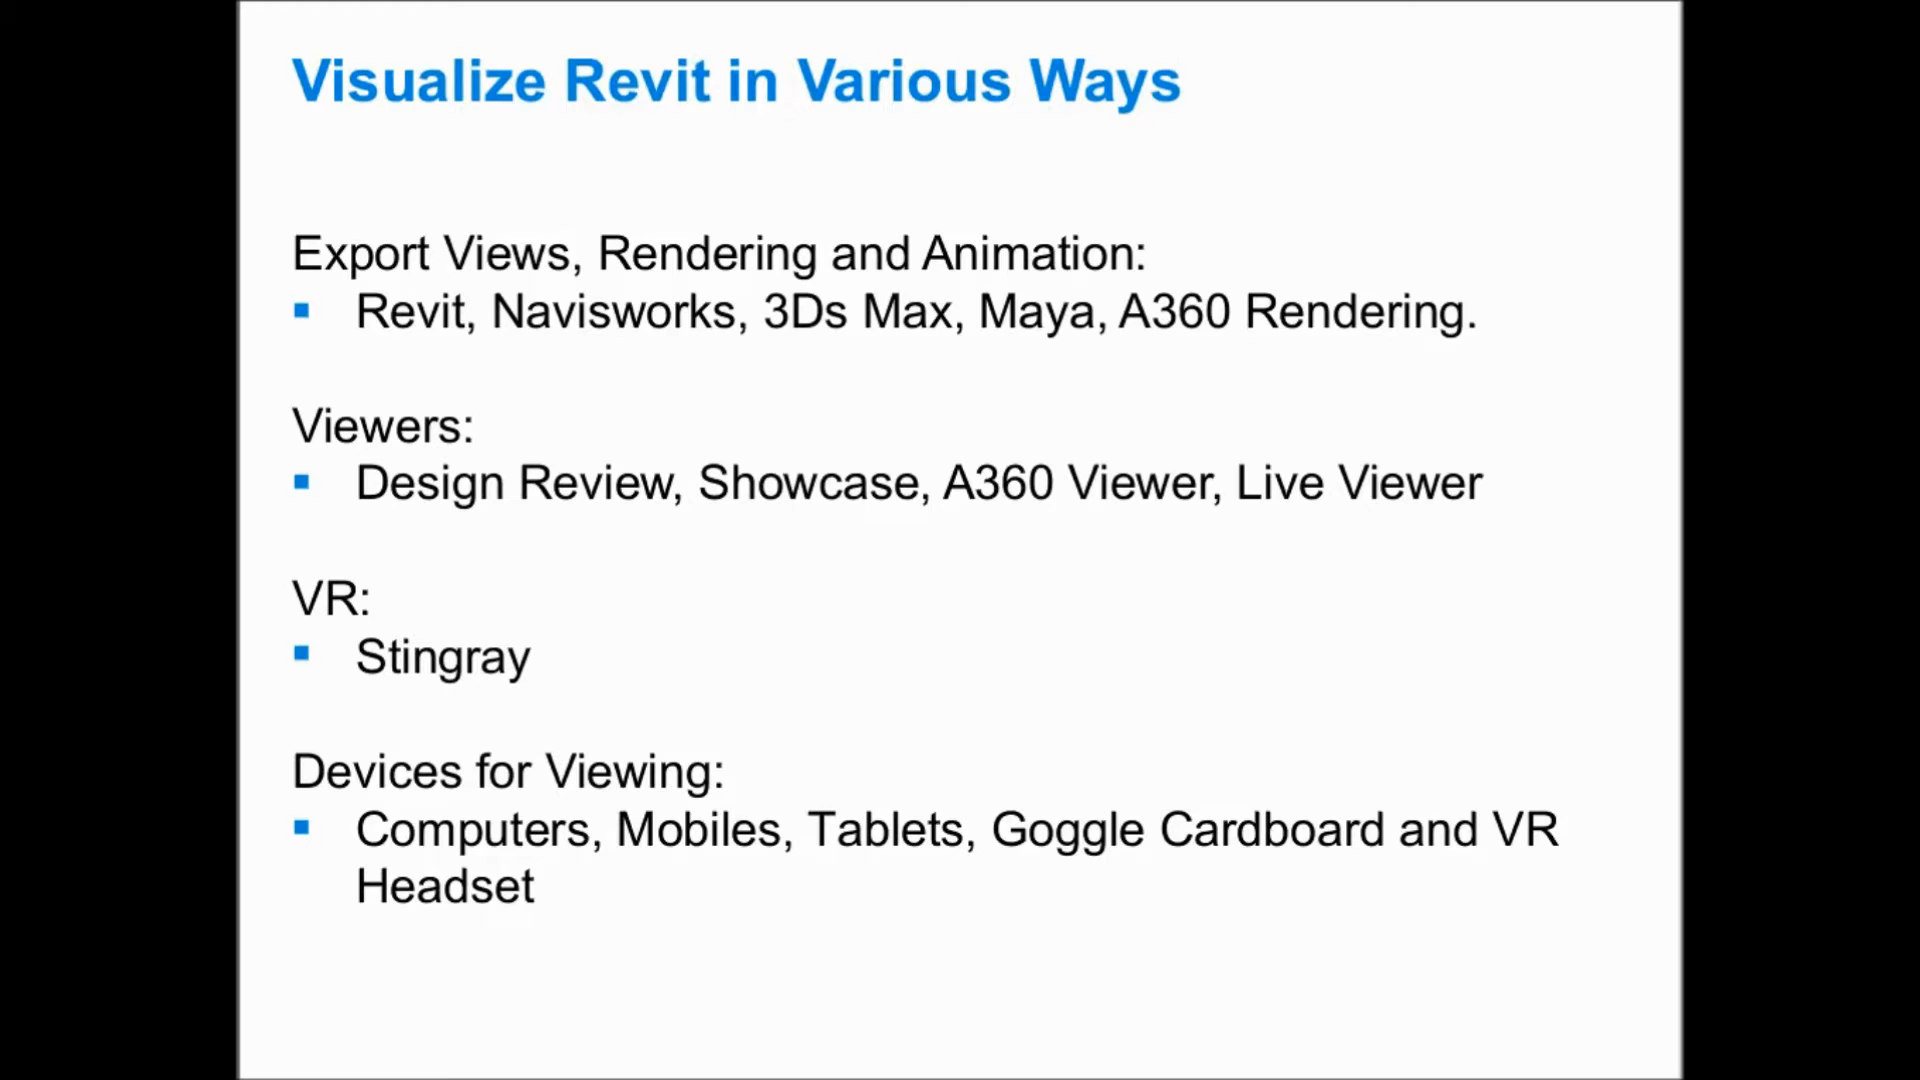 Visualize Revit in Various Ways
Export Views, Rendering and Animation:
▪ Revit, Navisworks, 3Ds Max, Maya, A360 Rendering.
Viewers:
▪ Design Review, Showcase, A360 Viewer, Live Viewer
VR:
▪ Stingray
Devices for Viewing:
▪ Computers, Mobiles, Tablets, Goggle Cardboard and VR
Headset